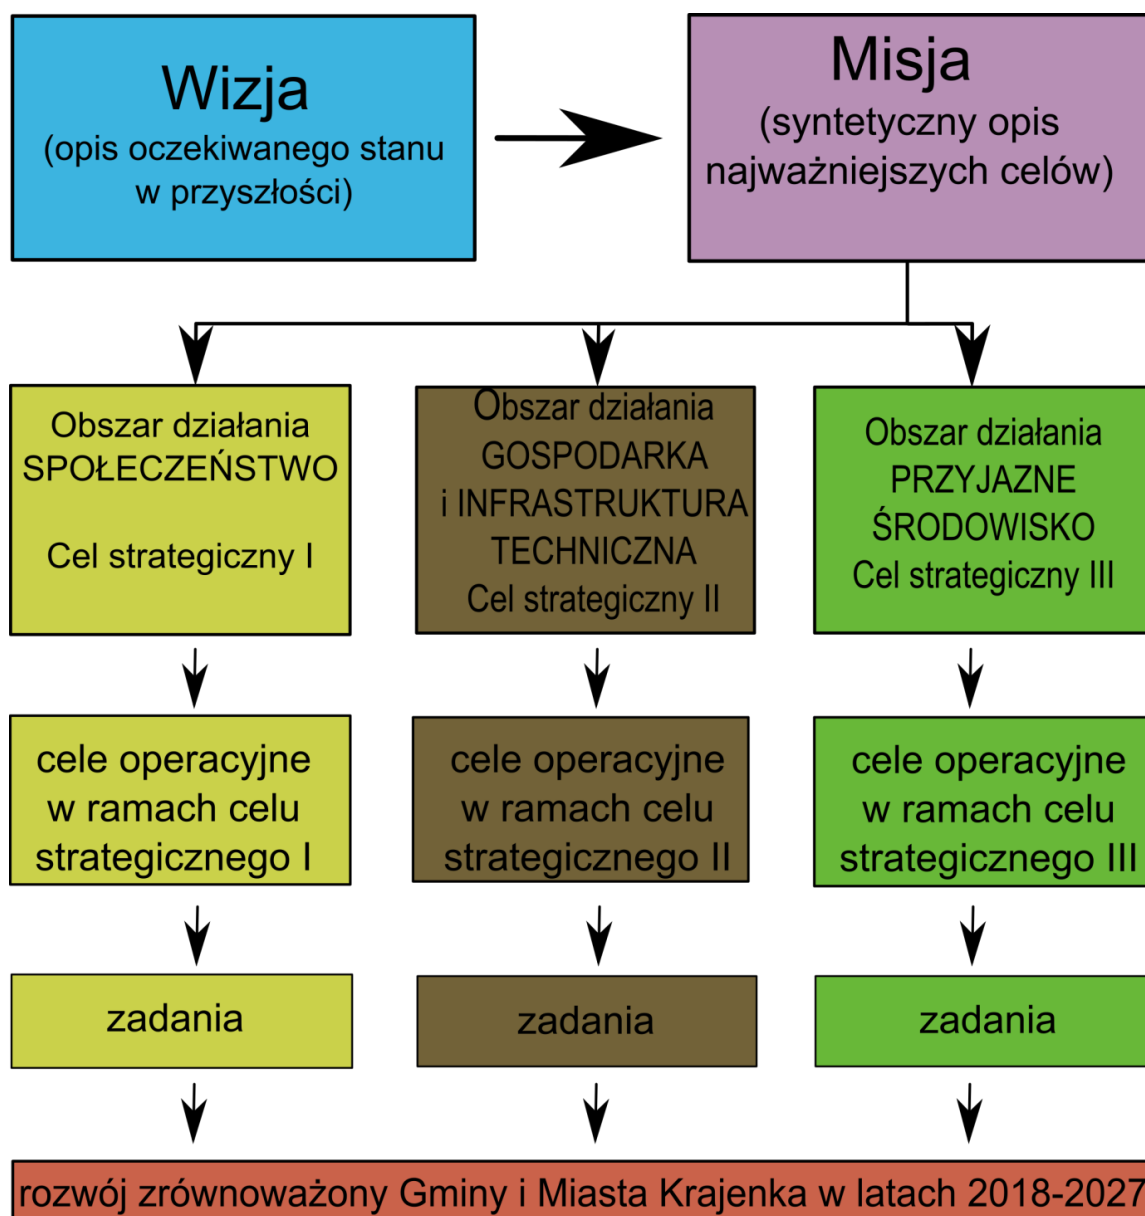 Wizja
(opis oczekiwanego stanu
w przyszłości)
Misja
(syntetyczny opis
najważniejszych celów)
Obszar działania
SPOŁECZEŃSTWO
Cel strategiczny I
Obszar działania
GOSPODARKA
i INFRASTRUKTURA
TECHNICZNA
Cel strategiczny II
Obszar działania
PRZYJAZNE
ŚRODOWISKO
Cel strategiczny III
cele operacyjne
w ramach celu
strategicznego I
cele operacyjne
w ramach celu
strategicznego II
cele operacyjne
w ramach celu
strategicznego III
zadania
zadania
zadania
rozwój zrównoważony Gminy i Miasta Krajenka w latach 2018-2027